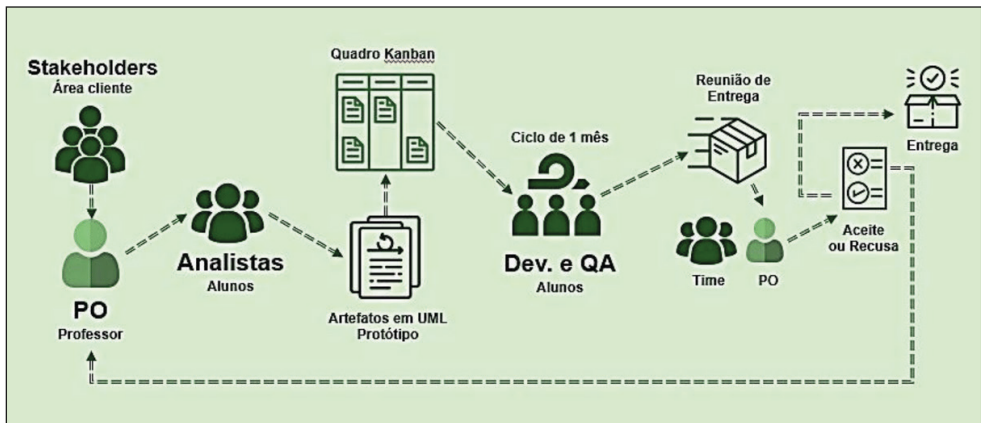 Stakeholders
Área cliente
PO
Professor
Analistas
Alunos
Quadro Kanban
Artefatos em UML
Protótipo
Ciclo de 1 mês
Dev. e QA
Alunos
Reunião de
Entrega
Time
PO
Aceite
ou Recusa
Entrega